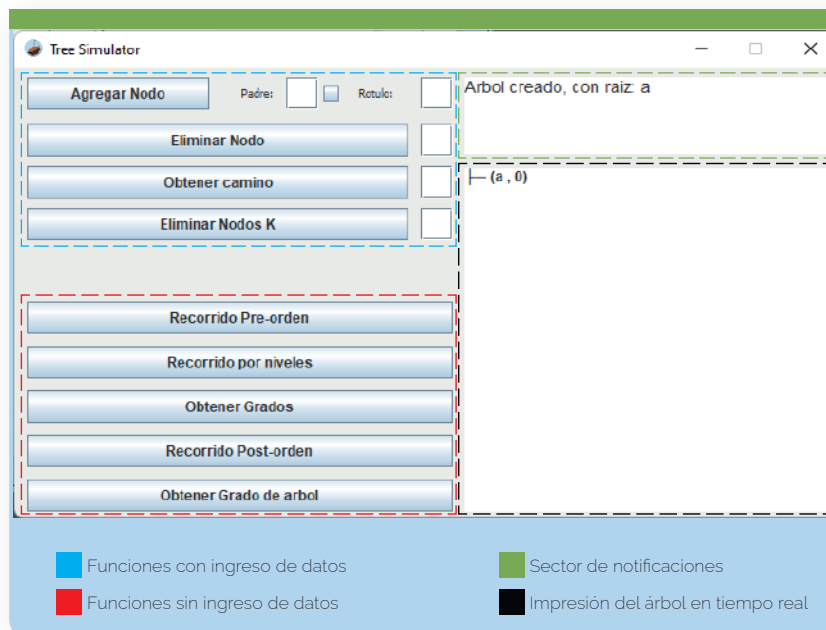 Tree Simulator
Agregar Nodo Padre: Rotulo:
Eliminar Nodo
Obtener camino
Eliminar Nodos K
Recorrido Pre-orden
Recorrido por niveles
Obtener Grados
Recorrido Post-orden
Obtener Grado de arbol
Arbol creado, con raiz: a
├─ (a , 0)
Funciones con ingreso de datos
Funciones sin ingreso de datos
Sector de notificaciones
Impresión del árbol en tiempo real